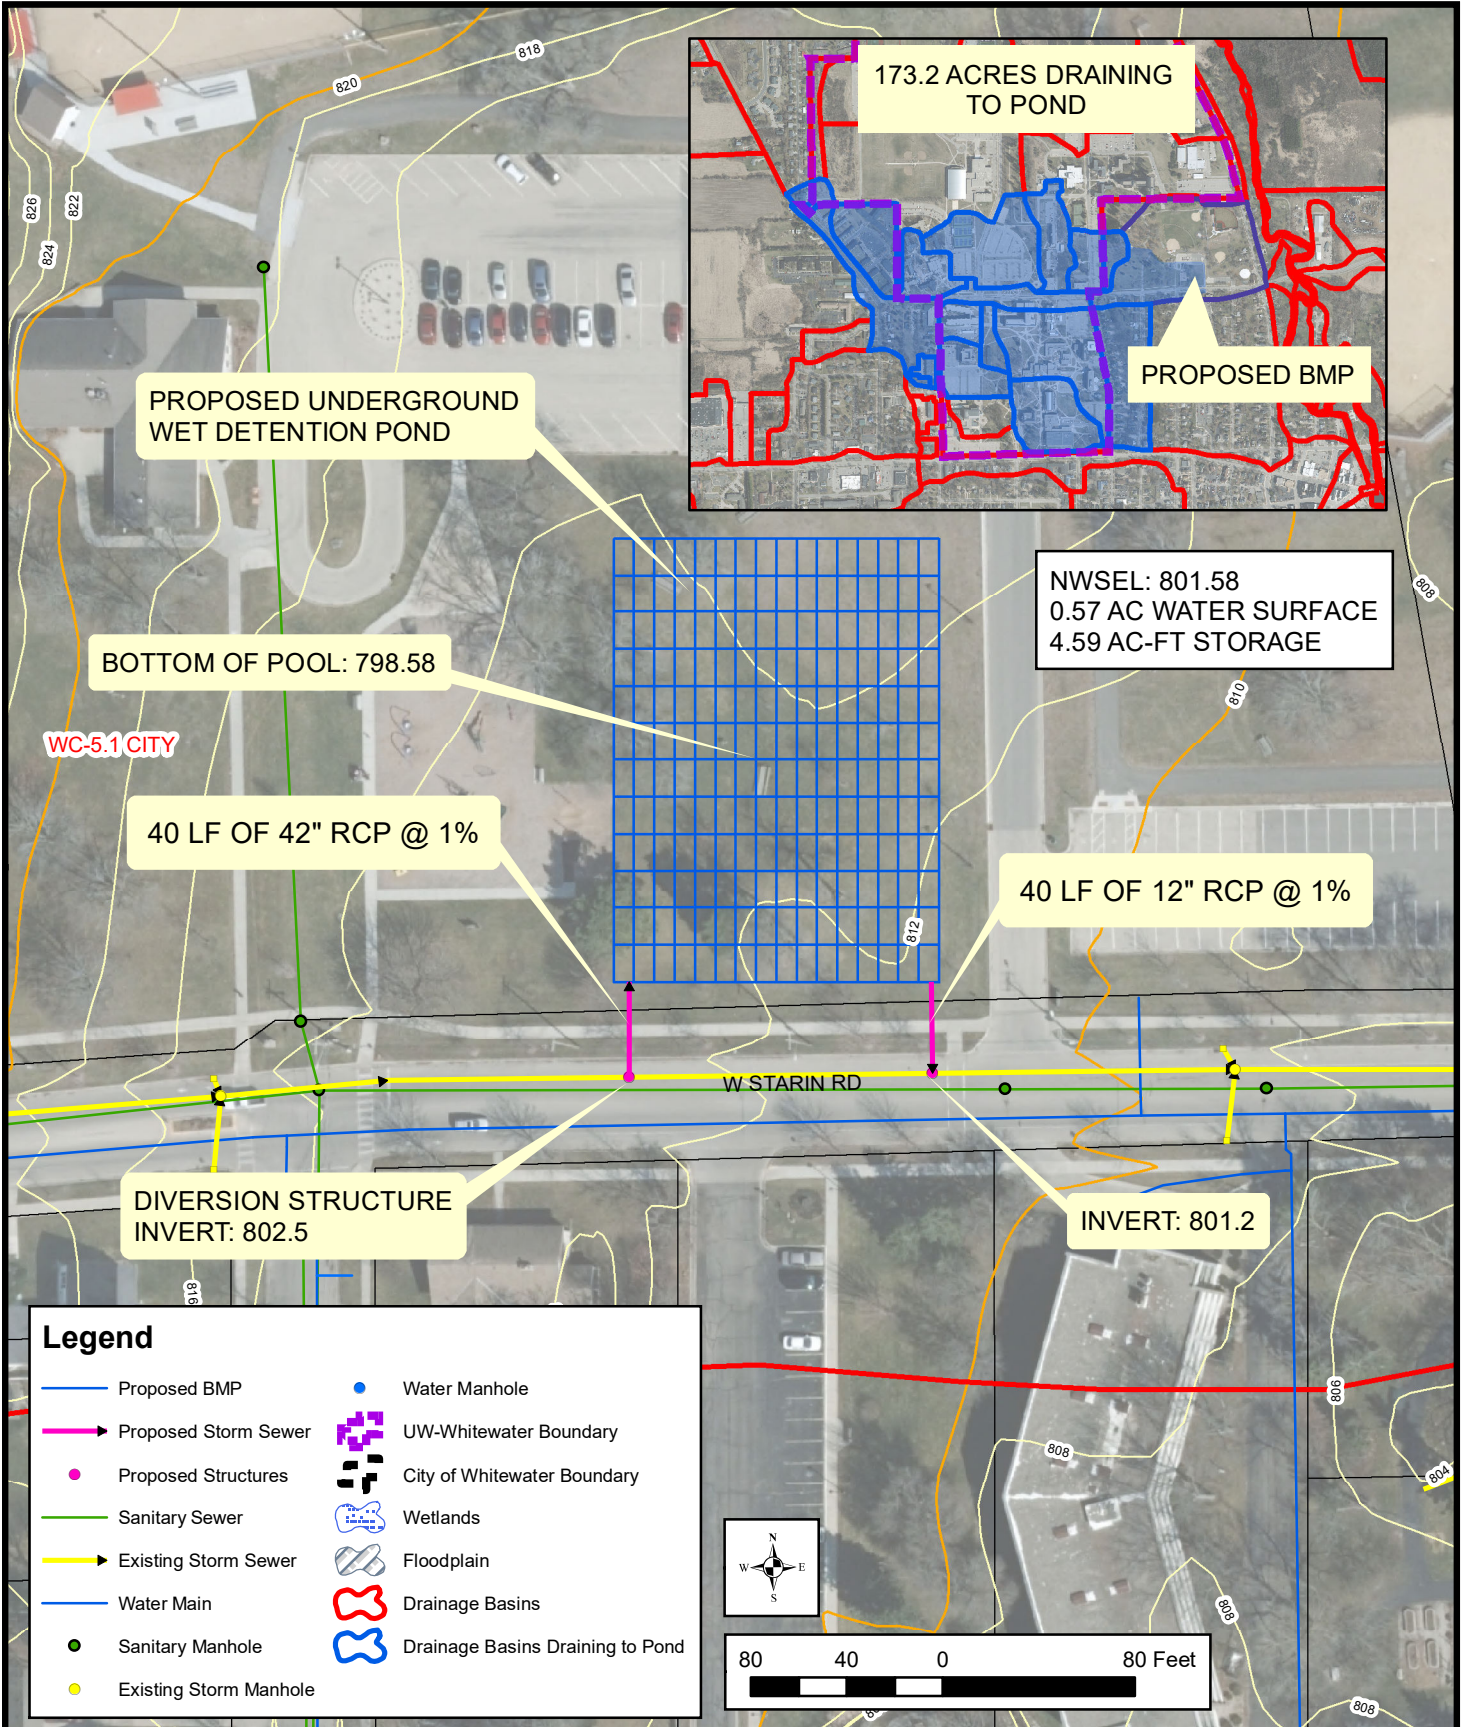 818
820
826
822
824
173.2 ACRES DRAINING
TO POND
PROPOSED BMP
PROPOSED UNDERGROUND
WET DETENTION POND
NWSEL: 801.58
0.57 AC WATER SURFACE
4.59 AC-FT STORAGE
808
BOTTOM OF POOL: 798.58
810
WC-5.1 CITY
40 LF OF 42" RCP @ 1%
40 LF OF 12" RCP @ 1%
812
W STARIN RD
DIVERSION STRUCTURE
INVERT: 802.5
INVERT: 801.2
816
Legend
Proposed BMP
Proposed Storm Sewer
Proposed Structures
Sanitary Sewer
Existing Storm Sewer
Water Main
Sanitary Manhole
Existing Storm Manhole
Water Manhole
UW-Whitewater Boundary
City of Whitewater Boundary
Wetlands
Floodplain
Drainage Basins
Drainage Basins Draining to Pond
806
808
804
N
W E
S
808
80 40 0 80 Feet
808